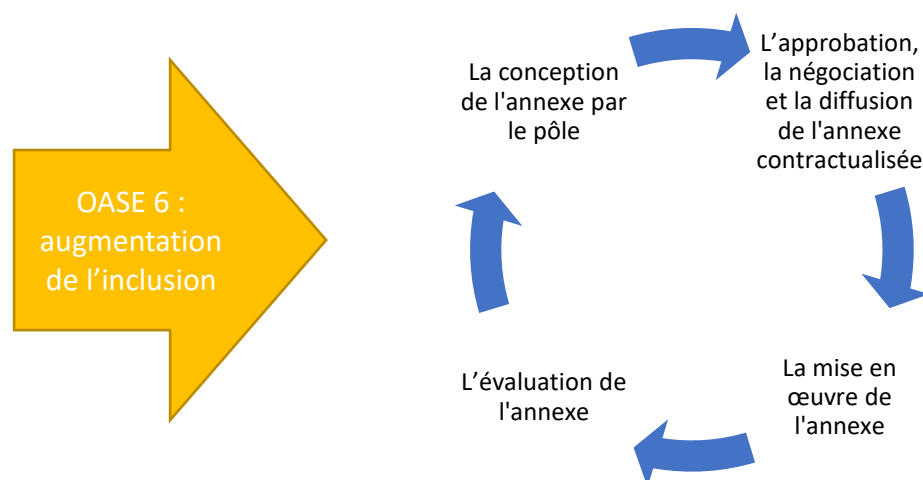 OASE 6 :
augmentation
de l’inclusion
La conception
de l'annexe par
le pôle
L’approbation,
la négociation
et la diffusion
de l'annexe
contractualisée
La mise en
œuvre de
l'annexe
L’évaluation de
l'annexe